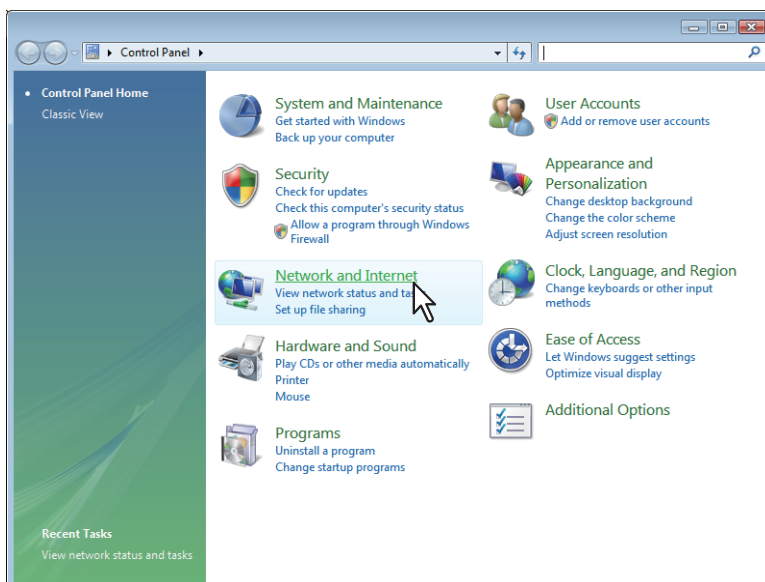 Control Panel
Control Panel Home
Classic View
System and Maintenance
Get started with Windows
Back up your computer
Security
Check for updates
Check this computer's security status
Allow a program through Windows
Firewall
Network and Internet
View network status and tas
Set up file sharing
Hardware and Sound
Play CDs or other media automatically
Printer
Mouse
Programs
Uninstall a program
Change startup programs
User Accounts
Add or remove user accounts
Appearance and
Personalization
Change desktop background
Change the color scheme
Adjust screen resolution
Clock, Language, and Region
Change keyboards or other input
methods
Ease of Access
Let Windows suggest settings
Optimize visual display
Additional Options
Recent Tasks
View network status and tasks